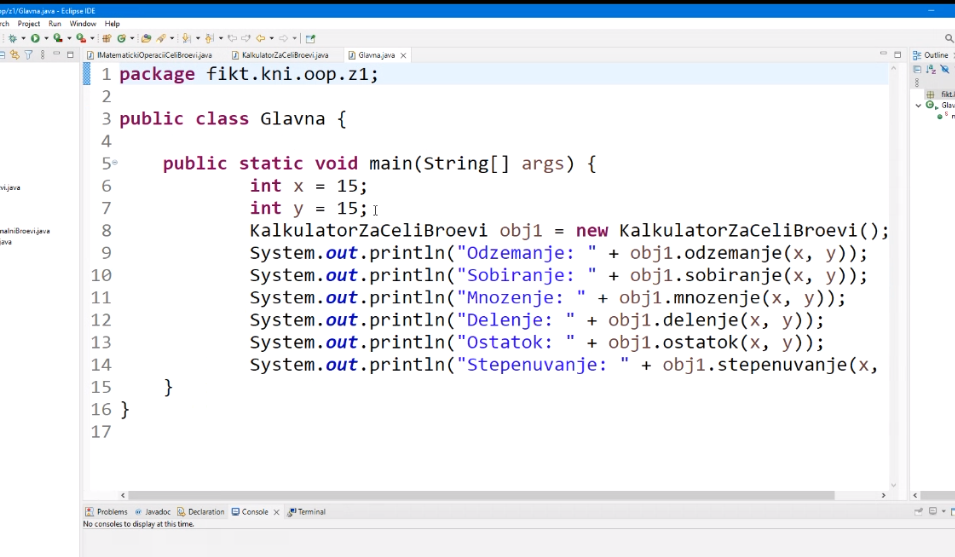 op/z1/Glavna.java - Eclipse IDE
rch Project Run Window Help
IMatematickiOperaciiCeliBroevi.java KalkulatorZaCeliBroevi.java Glavna.java
Outline
1 package fikt.kni.oop.z1;
2
3 public class Glavna {
4
5 public static void main(String[] args) {
6 int x = 15;
7 int y = 15;
8 KalkulatorZaCeliBroevi obj1 = new KalkulatorZaCeliBroevi();
9 System.out.println("Odzemanje: " + obj1.odzemanje(x, y));
10 System.out.println("Sobiranje: " + obj1.sobiranje(x, y));
11 System.out.println("Mnozenje: " + obj1.mnozenje(x, y));
12 System.out.println("Delenje: " + obj1.delenje(x, y));
13 System.out.println("Ostatok: " + obj1.ostatok(x, y));
14 System.out.println("Stepenuvanje: " + obj1.stepenuvanje(x,
15 }
16 }
17
vi.java
nalniBroevi.java
java
fikt.
Glav
Problems Javadoc Declaration Console Terminal
No consoles to display at this time.